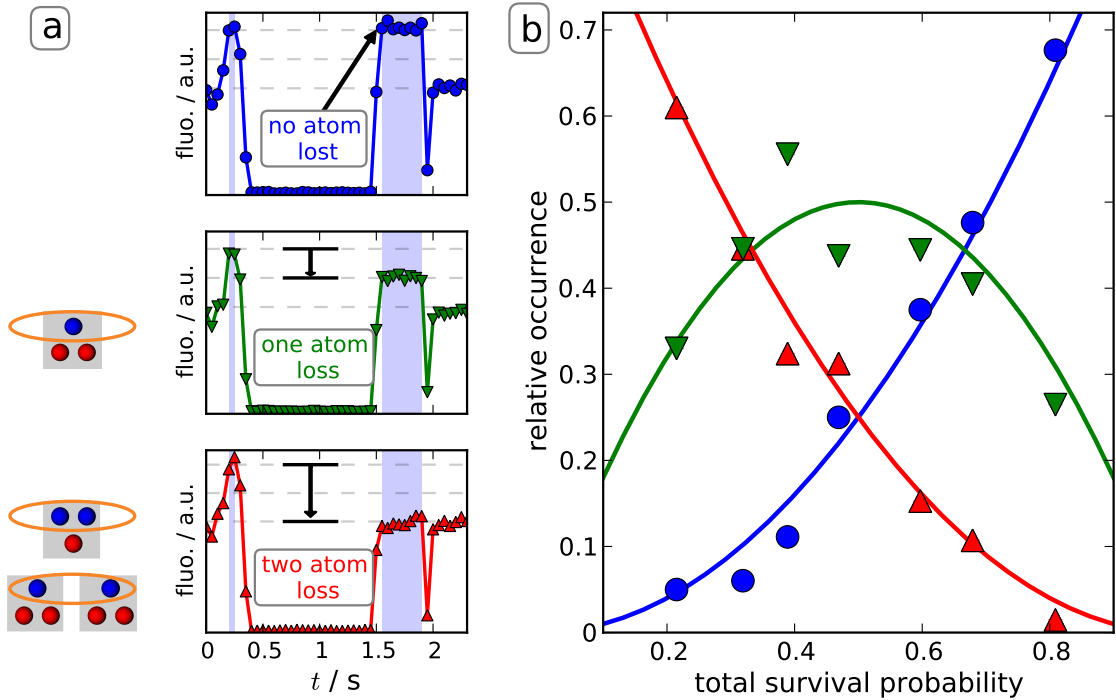 a
fluo. / a.u.
no atom
lost
fluo. / a.u.
one atom
loss
fluo. / a.u.
two atom
loss
0 0.5 1 1.5 2
t / s
b
relative occurrence
0.7
0.6
0.5
0.4
0.3
0.2
0.1
0
0.2 0.4 0.6 0.8
total survival probability